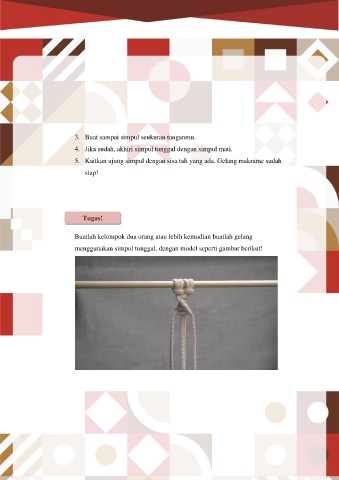 3. Buat sampai simpul seukuran tanganmu.
4. Jika sudah, akhiri simpul tunggal dengan simpul mati.
5. Kaitkan ujung simpul dengan sisa tali yang ada. Gelang makrame sudah
siap!
Tugas!
Buatlah kelompok dua orang atau lebih kemudian buatlah gelang
menggunakan simpul tunggal, dengan model seperti gambar berikut!